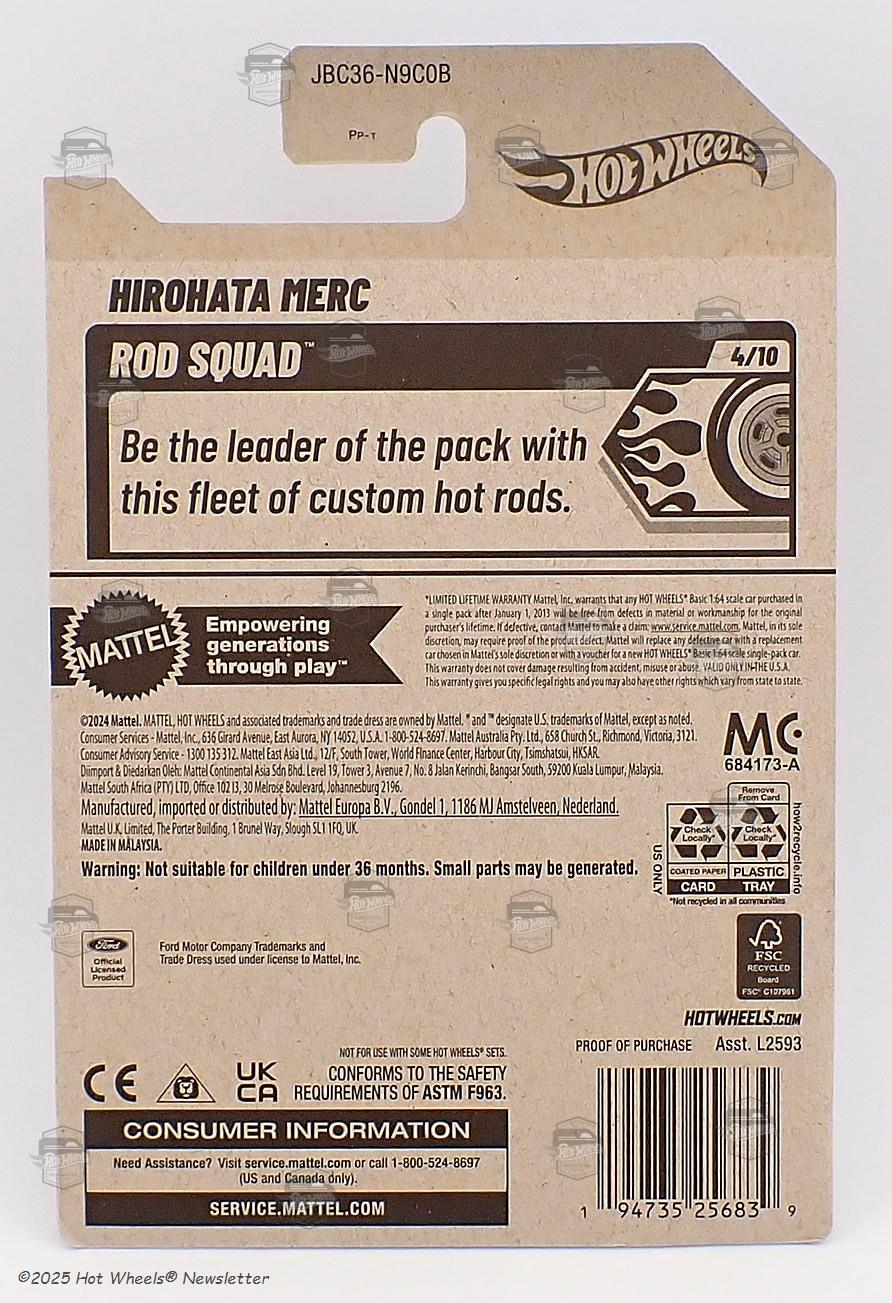 JBC36-N9C0B
PP-T
HOT WHEELS
HIROHATA MERC
ROD SQUAD™
4/10
Be the leader of the pack with
this fleet of custom hot rods.
MATTEL
Empowering
generations
through play™
*LIMITED LIFETIME WARRANTY Mattel, Inc. warrants that any HOT WHEELS® Basic 1:64 scale car purchased in
a single pack after January 1, 2013 will be free from defects in material or workmanship for the original
purchaser's lifetime. If defective, contact Mattel to make a claim: www.service.mattel.com. Mattel, in its sole
discretion, may require proof of the product defect. Mattel will replace any defective car with a replacement
car chosen in Mattel's sole discretion or with a voucher for a new HOT WHEELS® Basic 1:64 scale single-pack car.
This warranty does not cover damage resulting from accident, misuse or abuse. VALID ONLY IN THE U.S.A.
This warranty gives you specific legal rights and you may also have other rights which vary from state to state.
©2024 Mattel. MATTEL, HOT WHEELS and associated trademarks and trade dress are owned by Mattel. ® and ™ designate U.S. trademarks of Mattel, except as noted.
Consumer Services - Mattel, Inc., 636 Girard Avenue, East Aurora, NY 14052, U.S.A. 1-800-524-8697. Mattel Australia Pty. Ltd., 658 Church St., Richmond, Victoria, 3121.
Consumer Advisory Service - 1300 135 312. Mattel East Asia Ltd., 12/F, South Tower, World Finance Center, Harbour City, Tsimshatsui, HKSAR.
Diimport & Diedarkan Oleh: Mattel Continental Asia Sdn Bhd. Level 19, Tower 3, Avenue 7, No. 8 Jalan Kerinchi, Bangsar South, 59200 Kuala Lumpur, Malaysia.
Mattel South Africa (PTY) LTD, Office 102 I3, 30 Melrose Boulevard, Johannesburg 2196.
Manufactured, imported or distributed by: Mattel Europa B.V., Gondel 1, 1186 MJ Amstelveen, Nederland.
Mattel U.K. Limited, The Porter Building, 1 Brunel Way, Slough SL1 1FQ, UK.
MADE IN MALAYSIA.
Warning: Not suitable for children under 36 months. Small parts may be generated.
MC
684173-A
Remove
From Card
Check
Locally*
Check
Locally*
COATED PAPER
PLASTIC
CARD
TRAY
US ONLY
how2recycle.info
*Not recycled in all communities
Ford
Official
Licensed
Product
Ford Motor Company Trademarks and
Trade Dress used under license to Mattel, Inc.
FSC
RECYCLED
Board
FSC® C107961
HOTWHEELS.COM
PROOF OF PURCHASE Asst. L2593
NOT FOR USE WITH SOME HOT WHEELS® SETS.
CE
UK
CA
CONFORMS TO THE SAFETY
REQUIREMENTS OF ASTM F963.
CONSUMER INFORMATION
Need Assistance? Visit service.mattel.com or call 1-800-524-8697
(US and Canada only).
SERVICE.MATTEL.COM
1 94735 25683 9
©2025 Hot Wheels® Newsletter